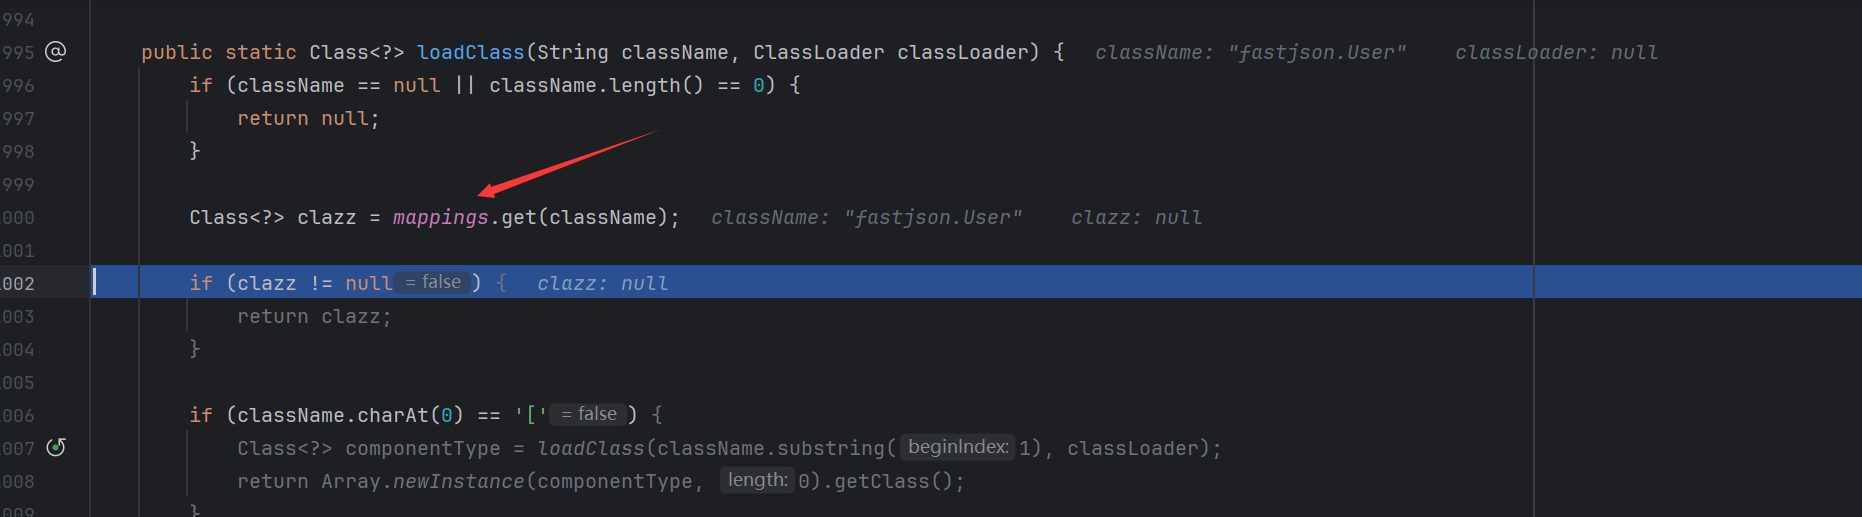 994
995 @ public static Class<?> loadClass(String className, ClassLoader classLoader) { className: "fastjson.User" classLoader: null
996 if (className == null || className.length() == 0) {
997 return null;
998 }
999
000 Class<?> clazz = mappings.get(className); className: "fastjson.User" clazz: null
001
002 if (clazz != null = false ) { clazz: null
003 return clazz;
004 }
005
006 if (className.charAt(0) == '[' = false ) {
007 Class<?> componentType = loadClass(className.substring( beginIndex: 1), classLoader);
008 return Array.newInstance(componentType, length: 0).getClass();
009 }